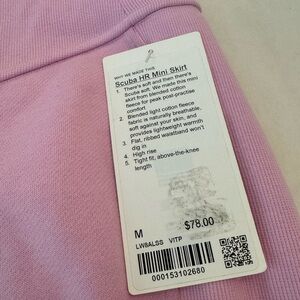 WHY WE MADE THIS
Scuba HR Mini Skirt
1. There's soft and then there's
Scuba soft. We made this mini
skirt from blended cotton
fleece for peak post-practise
comfort
2. Blended light cotton fleece
fabric is naturally breathable,
soft against your skin, and
provides lightweight warmth
3. Flat, ribbed waistband won't
dig in
4. High rise
5. Tight fit, above-the-knee
length
M
$78.00
LW8ALSS VITP
000153102680